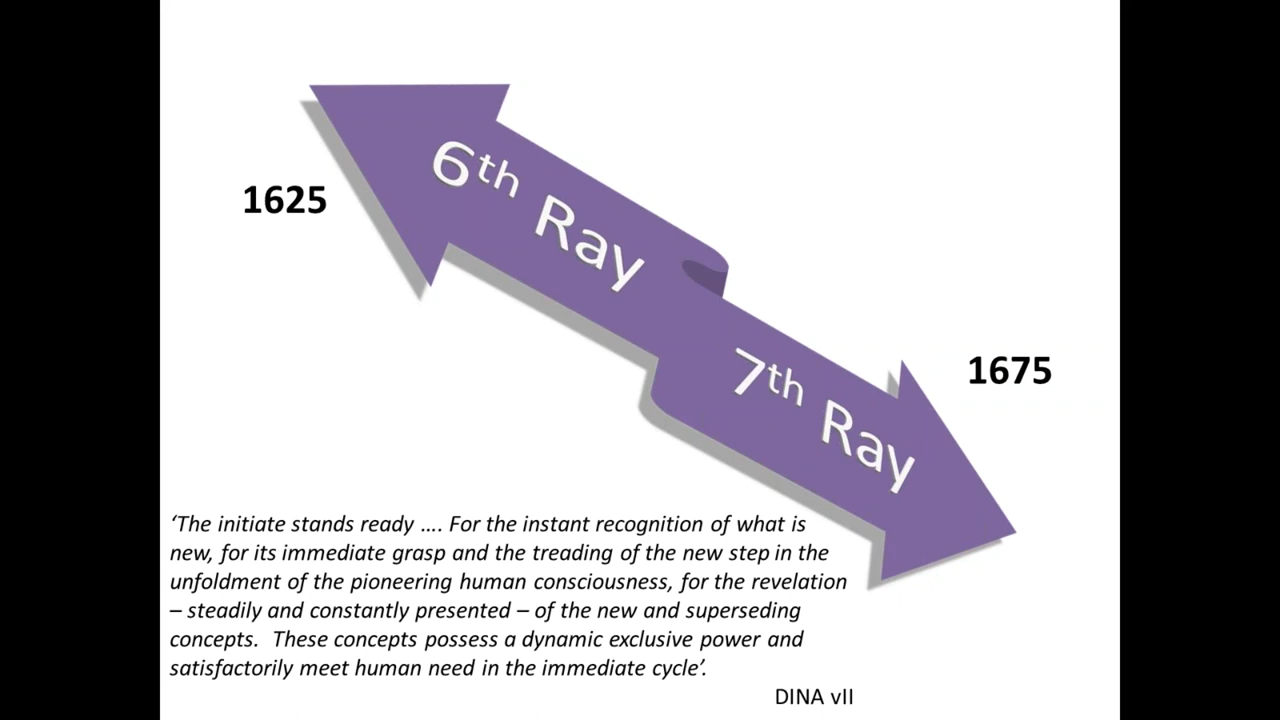 6th Ray
1625
7th Ray
1675
‘The initiate stands ready …. For the instant recognition of what is
new, for its immediate grasp and the treading of the new step in the
unfoldment of the pioneering human consciousness, for the revelation
– steadily and constantly presented – of the new and superseding
concepts.  These concepts possess a dynamic exclusive power and
satisfactorily meet human need in the immediate cycle’.
DINA vII